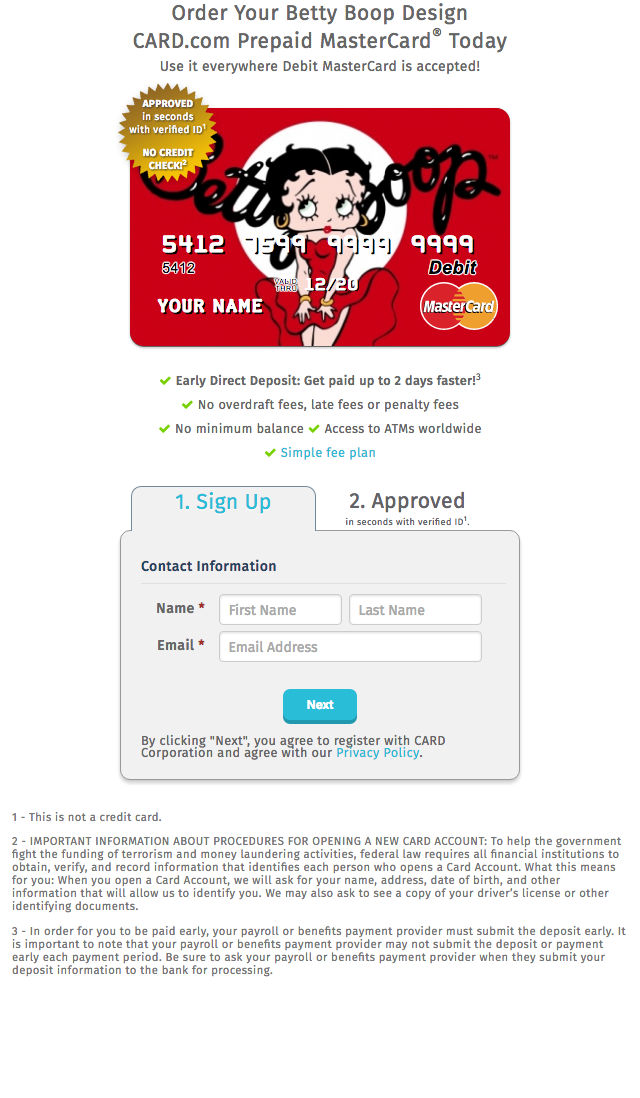 Order Your Betty Boop Design
CARD.com Prepaid MasterCard® Today
Use it everywhere Debit MasterCard is accepted!
APPROVED
in seconds
with verified ID¹
NO CREDIT
CHECK!²
Betty Boop™
5412 7599 9999 9999
5412
Debit
VALID
THRU 12/20
YOUR NAME
MasterCard
Early Direct Deposit: Get paid up to 2 days faster!³
No overdraft fees, late fees or penalty fees
No minimum balance ✔ Access to ATMs worldwide
Simple fee plan
1. Sign Up
2. Approved
in seconds with verified ID¹.
Contact Information
Name * First Name Last Name
Email * Email Address
Next
By clicking "Next", you agree to register with CARD
Corporation and agree with our Privacy Policy.
1 - This is not a credit card.
2 - IMPORTANT INFORMATION ABOUT PROCEDURES FOR OPENING A NEW CARD ACCOUNT: To help the government
fight the funding of terrorism and money laundering activities, federal law requires all financial institutions to
obtain, verify, and record information that identifies each person who opens a Card Account. What this means
for you: When you open a Card Account, we will ask for your name, address, date of birth, and other
information that will allow us to identify you. We may also ask to see a copy of your driver's license or other
identifying documents.
3 - In order for you to be paid early, your payroll or benefits payment provider must submit the deposit early. It
is important to note that your payroll or benefits payment provider may not submit the deposit or payment
early each payment period. Be sure to ask your payroll or benefits payment provider when they submit your
deposit information to the bank for processing.